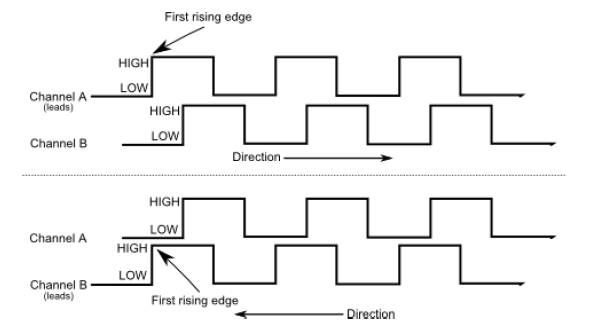 First rising edge
HIGH
LOW
Channel A
(leads)
HIGH
LOW
Channel B
Direction
HIGH
LOW
Channel A
HIGH
LOW
Channel B
(leads)
First rising edge
Direction